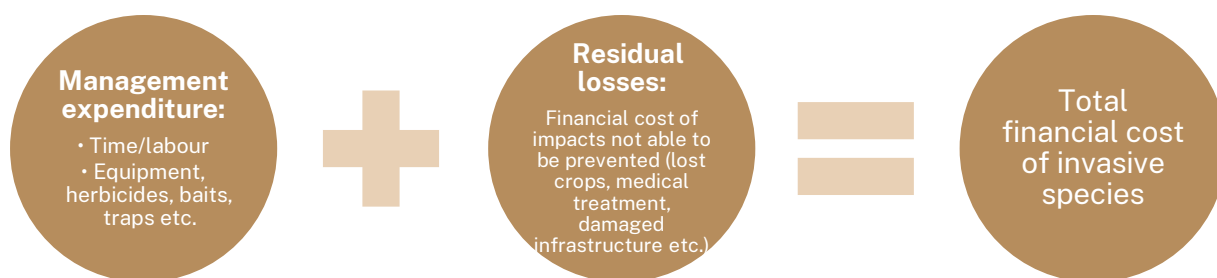 Management
expenditure:
• Time/labour
• Equipment,
herbicides, baits,
traps etc.
Residual
losses:
Financial cost of
impacts not able to
be prevented (lost
crops, medical
treatment,
damaged
infrastructure etc.)
Total
financial cost
of invasive
species